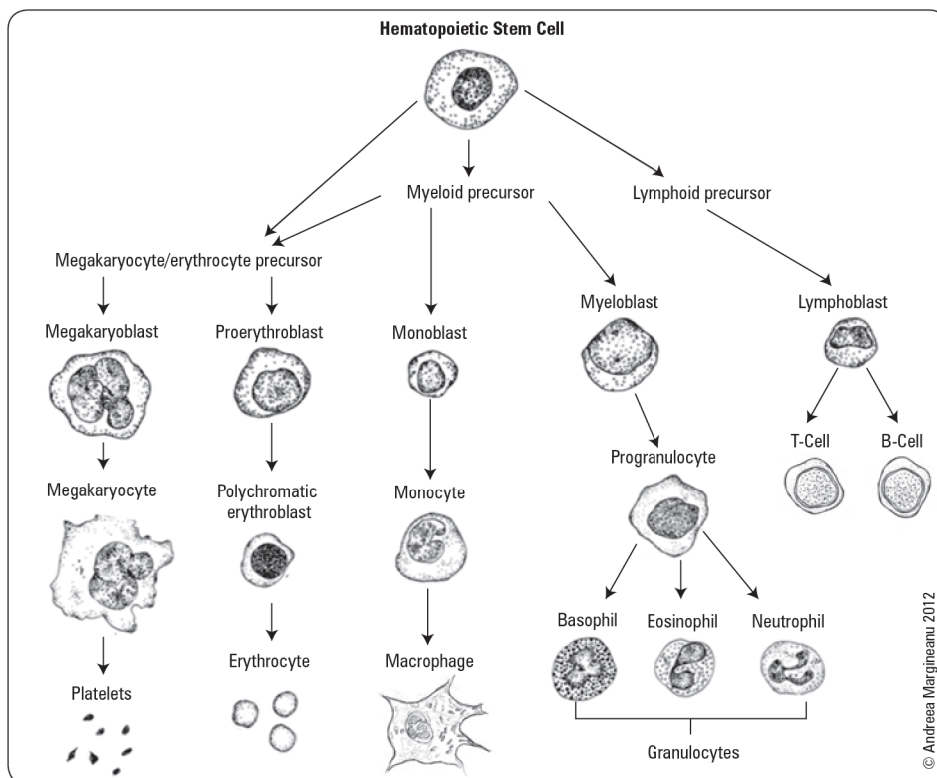 Hematopoietic Stem Cell
Myeloid precursor
Lymphoid precursor
Megakaryocyte/erythrocyte precursor
Megakaryoblast
Proerythroblast
Monoblast
Myeloblast
Lymphoblast
T-Cell
B-Cell
Progranulocyte
Megakaryocyte
Polychromatic
erythroblast
Monocyte
Basophil
Eosinophil
Neutrophil
Platelets
Erythrocyte
Macrophage
Granulocytes
© Andreea Margineanu 2012